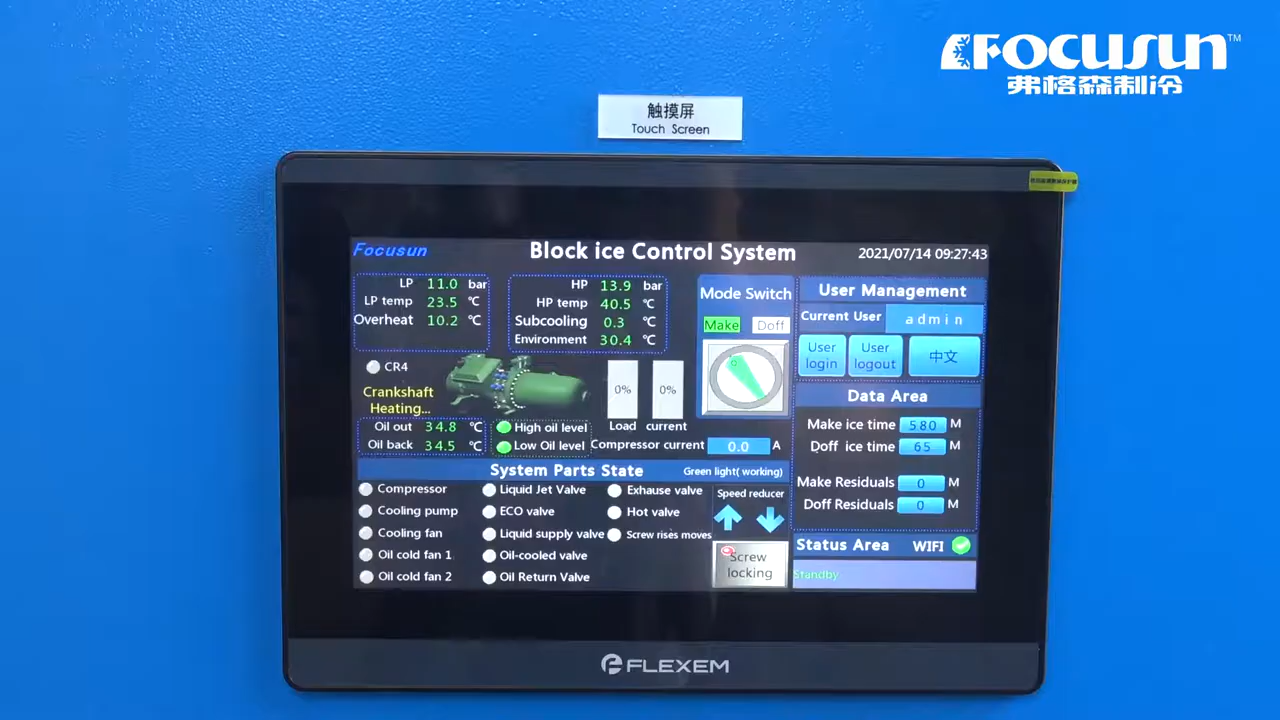 FOCUSUN™
弗格森制冷
触摸屏
Touch Screen
Focusun
Block ice Control System
2021/07/14 09:27:43
LP 11.0 bar
LP temp 23.5 ℃
Overheat 10.2 ℃
HP 13.9 bar
HP temp 40.5 ℃
Subcooling 0.3 ℃
Environment 30.4 ℃
Mode Switch
Make Doff
User Management
Current User admin
User login
User logout
中文
CR4
Crankshaft
Heating...
Oil out 34.8 ℃
Oil back 34.5 ℃
High oil level
Low Oil level
0% 0%
Load current
Compressor current 0.0 A
Data Area
Make ice time 580 M
Doff ice time 65 M
Make Residuals 0 M
Doff Residuals 0 M
System Parts State Green light( working)
Compressor Liquid Jet Valve Exhause valve
Cooling pump ECO valve Hot valve
Cooling fan Liquid supply valve Screw rises moves
Oil cold fan 1 Oil-cooled valve
Oil cold fan 2 Oil Return Valve
Speed reducer
Screw
locking
Status Area WIFI
Standby
FLEXEM